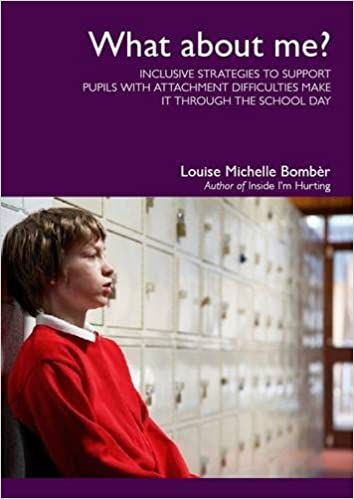 What about me?
INCLUSIVE STRATEGIES TO SUPPORT
PUPILS WITH ATTACHMENT DIFFICULTIES MAKE
IT THROUGH THE SCHOOL DAY
Louise Michelle Bombèr
Author of Inside I'm Hurting